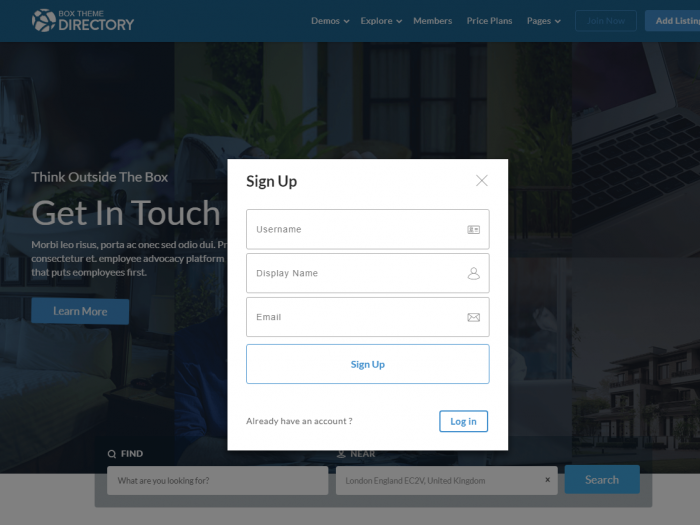 BOX THEME
DIRECTORY
Demos Explore Members Price Plans Pages Join Now Add Listing
Think Outside The Box
Get In Touch
Morbi leo risus, porta ac onec sed odio dui. Pr
consectetur et. employee advocacy platform
that puts eomployees first.
Learn More
Sign Up
Username
Display Name
Email
Sign Up
Already have an account ? Log in
FIND NEAR
What are you looking for? London England EC2V, United Kingdom x Search